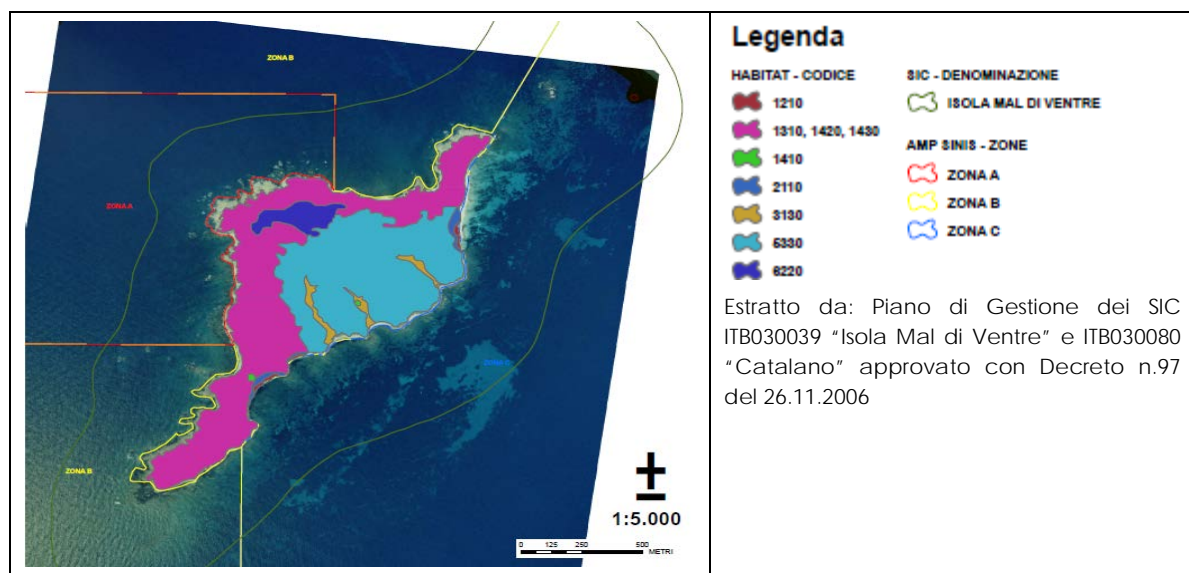 ZONA B
ZONA A
ZONA C
ZONA B
1:5.000
0 125 250 500
METRI
Legenda
HABITAT - CODICE
1210
1310, 1420, 1430
1410
2110
3130
5330
6220
SIC - DENOMINAZIONE
ISOLA MAL DI VENTRE
AMP SINIS - ZONE
ZONA A
ZONA B
ZONA C
Estratto da: Piano di Gestione dei SIC
ITB030039 “Isola Mal di Ventre” e ITB030080
“Catalano” approvato con Decreto n.97
del 26.11.2006